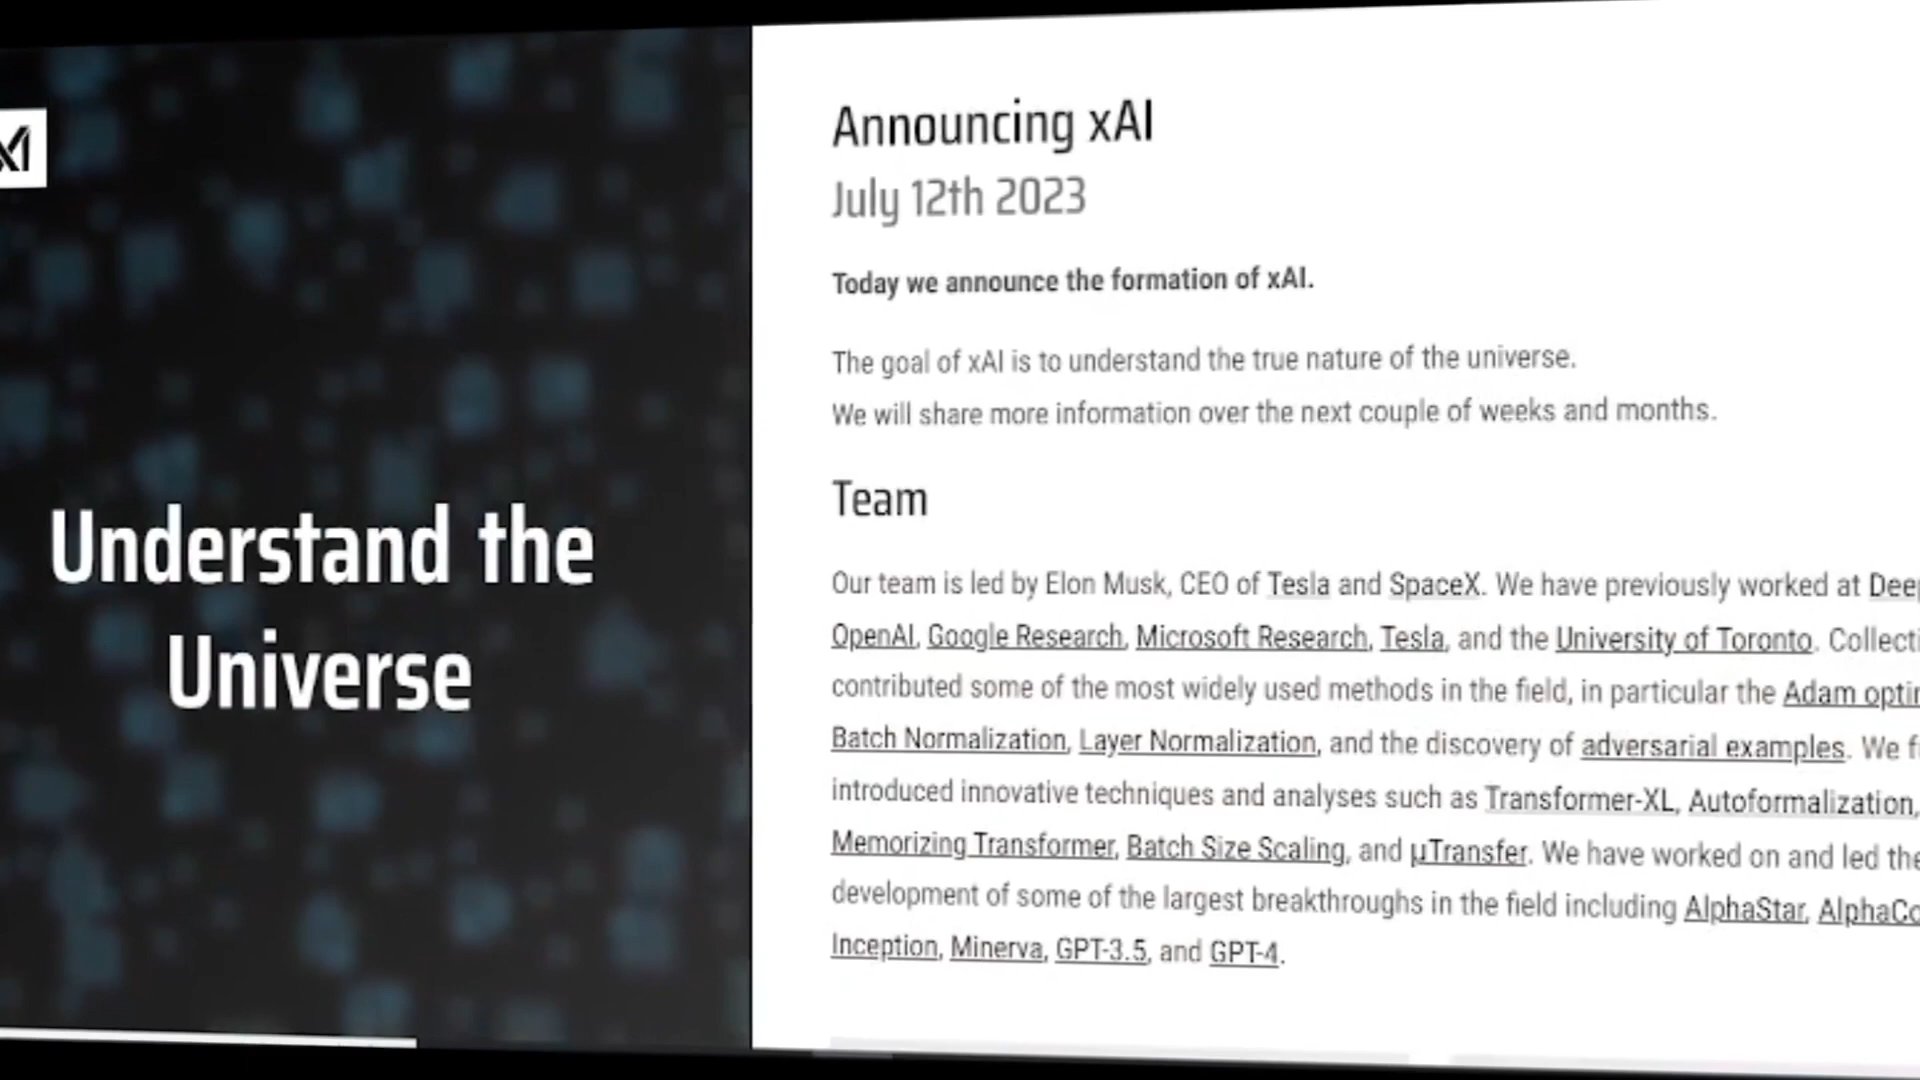 xAI
Understand the
Universe
Announcing xAI
July 12th 2023
Today we announce the formation of xAI.
The goal of xAI is to understand the true nature of the universe.
We will share more information over the next couple of weeks and months.
Team
Our team is led by Elon Musk, CEO of Tesla and SpaceX. We have previously worked at
OpenAI, Google Research, Microsoft Research, Tesla, and the University of Toronto.
contributed some of the most widely used methods in the field, in particular the Adam
Batch Normalization, Layer Normalization, and the discovery of adversarial examples. We
introduced innovative techniques and analyses such as Transformer-XL, Autoformalization,
Memorizing Transformer, Batch Size Scaling, and μTransfer. We have worked on and led the
development of some of the largest breakthroughs in the field including AlphaStar,
Inception, Minerva, GPT-3.5, and GPT-4.